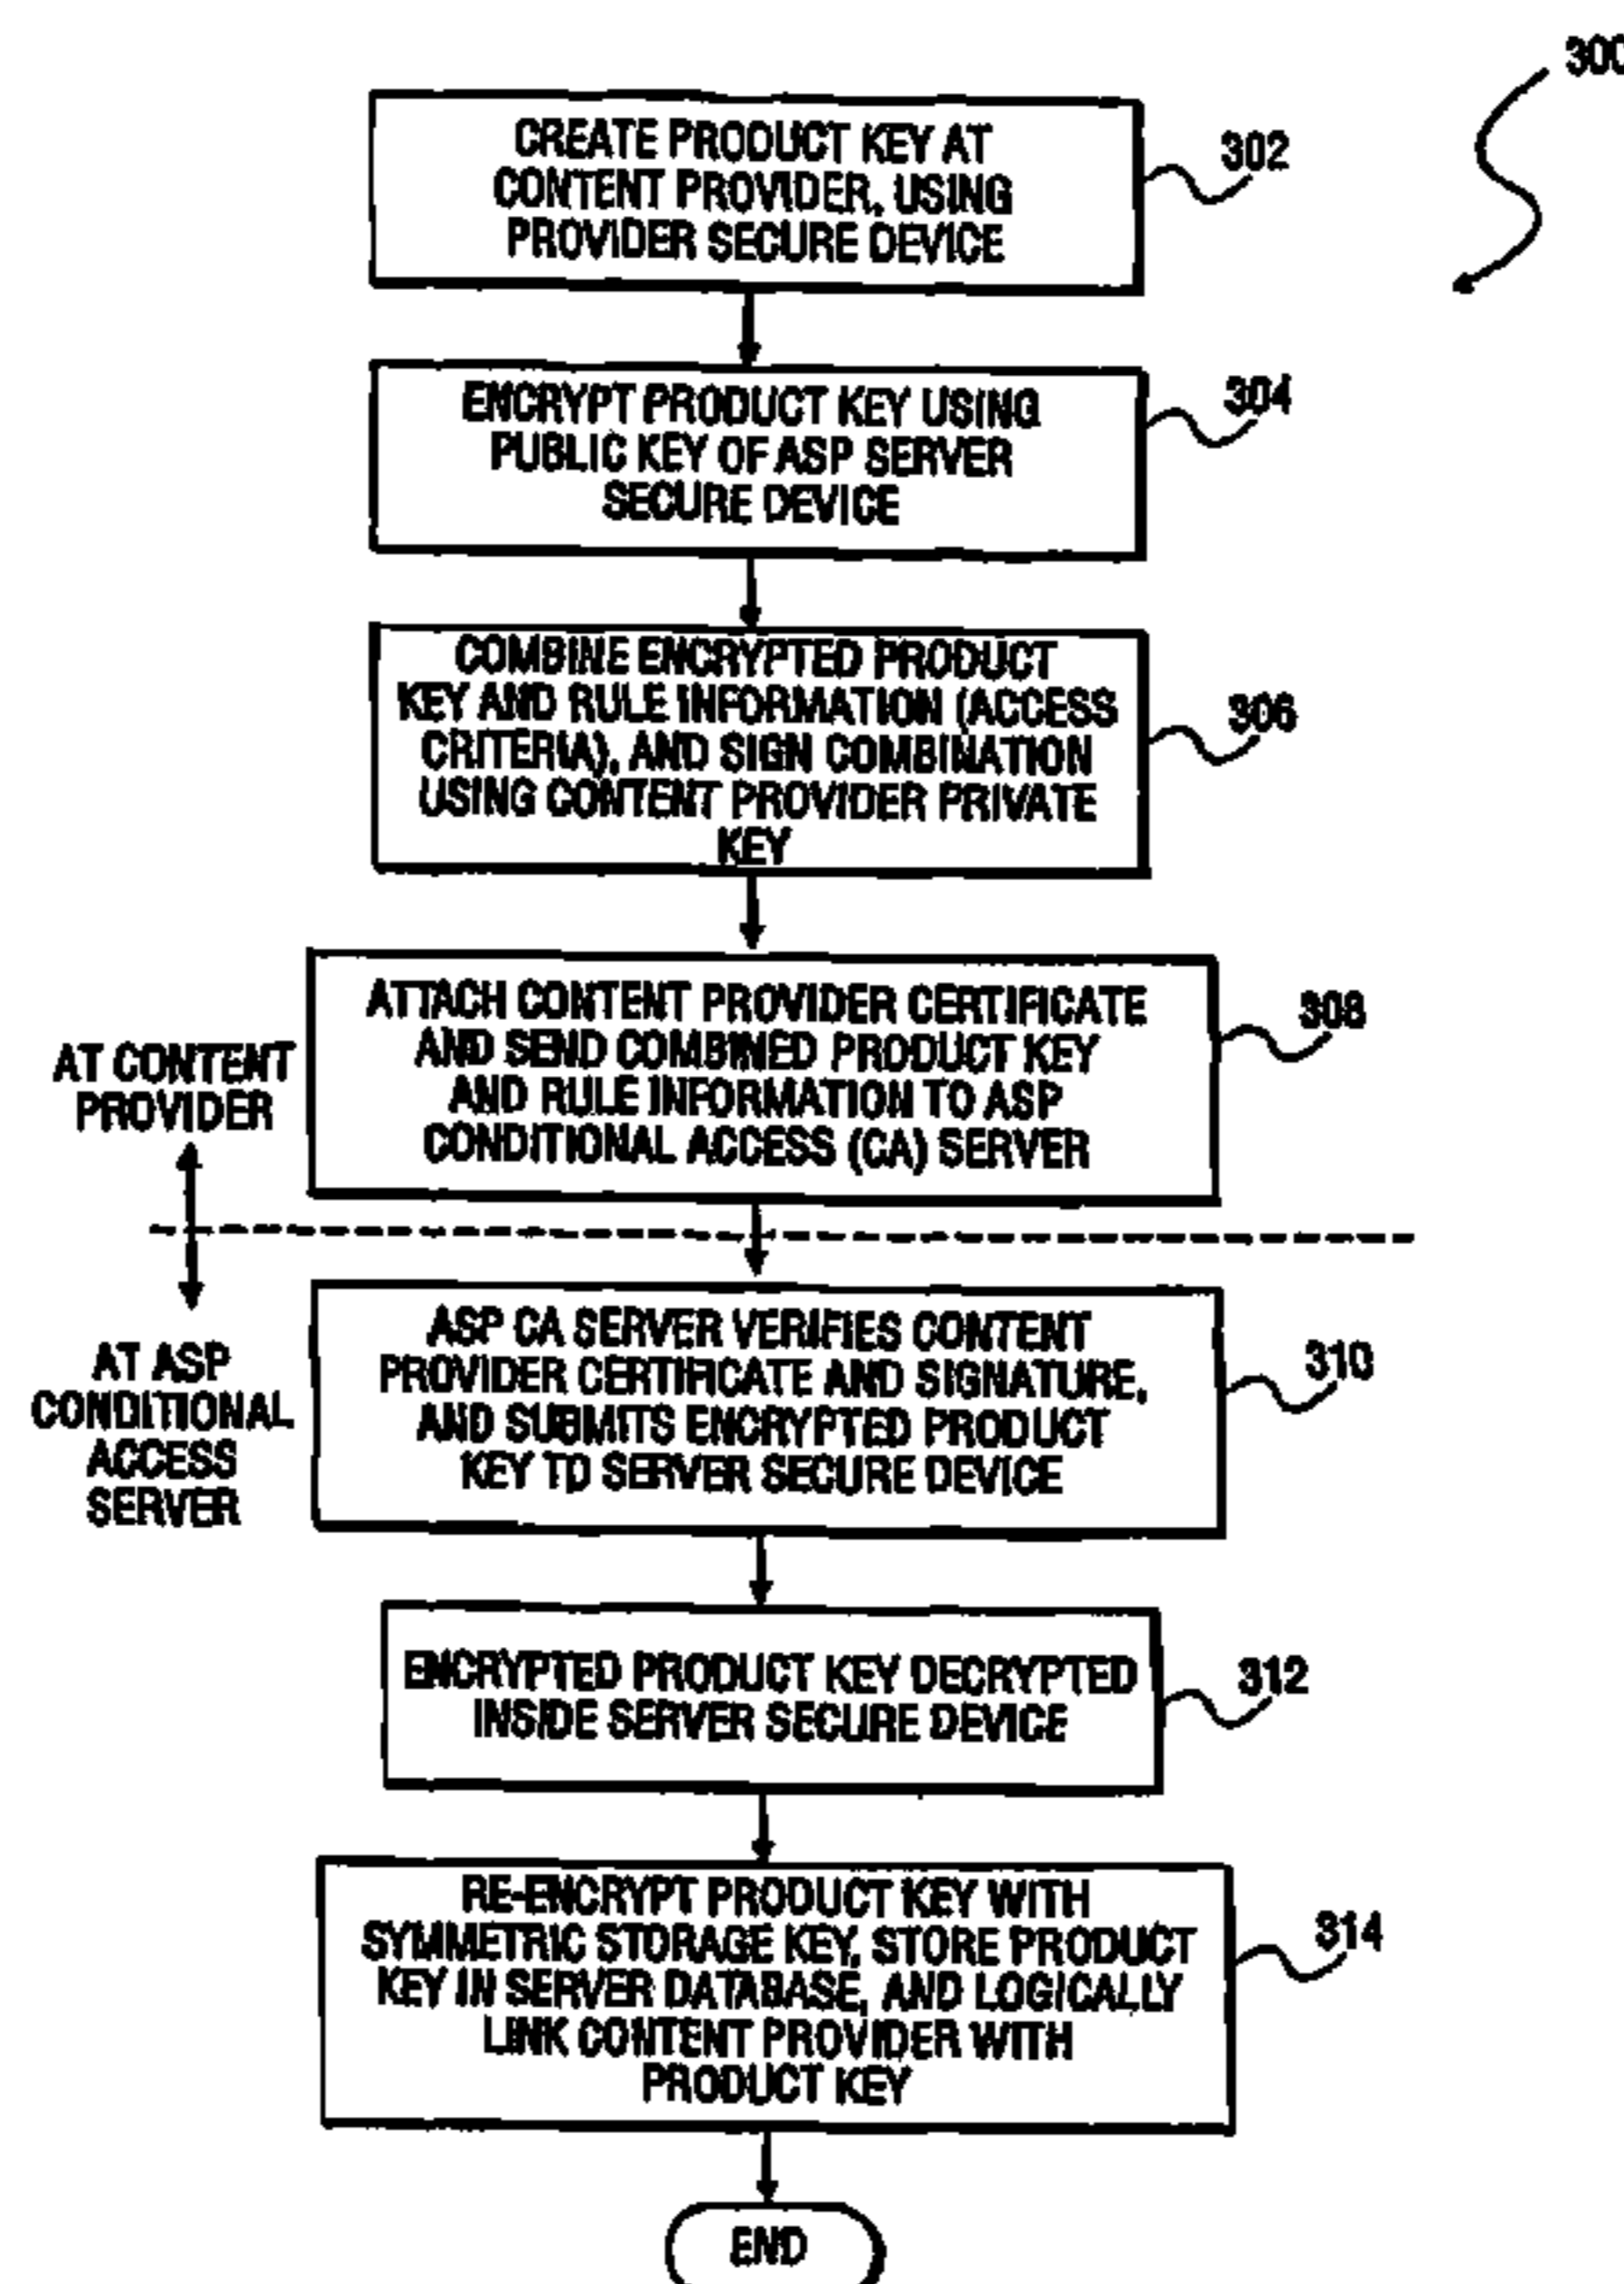 300
CREATE PRODUCT KEY AT
CONTENT PROVIDER, USING
PROVIDER SECURE DEVICE
302
ENCRYPT PRODUCT KEY USING
PUBLIC KEY OF ASP SERVER
SECURE DEVICE
304
COMBINE ENCRYPTED PRODUCT
KEY AND RULE INFORMATION (ACCESS
CRITERIA), AND SIGN COMBINATION
USING CONTENT PROVIDER PRIVATE
KEY
306
ATTACH CONTENT PROVIDER CERTIFICATE
AND SEND COMBINED PRODUCT KEY
AND RULE INFORMATION TO ASP
CONDITIONAL ACCESS (CA) SERVER
308
AT CONTENT
PROVIDER
AT ASP
CONDITIONAL
ACCESS
SERVER
ASP CA SERVER VERIFIES CONTENT
PROVIDER CERTIFICATE AND SIGNATURE,
AND SUBMITS ENCRYPTED PRODUCT
KEY TO SERVER SECURE DEVICE
310
ENCRYPTED PRODUCT KEY DECRYPTED
INSIDE SERVER SECURE DEVICE
312
RE-ENCRYPT PRODUCT KEY WITH
SYMMETRIC STORAGE KEY, STORE PRODUCT
KEY IN SERVER DATABASE, AND LOGICALLY
LINK CONTENT PROVIDER WITH
PRODUCT KEY
314
END